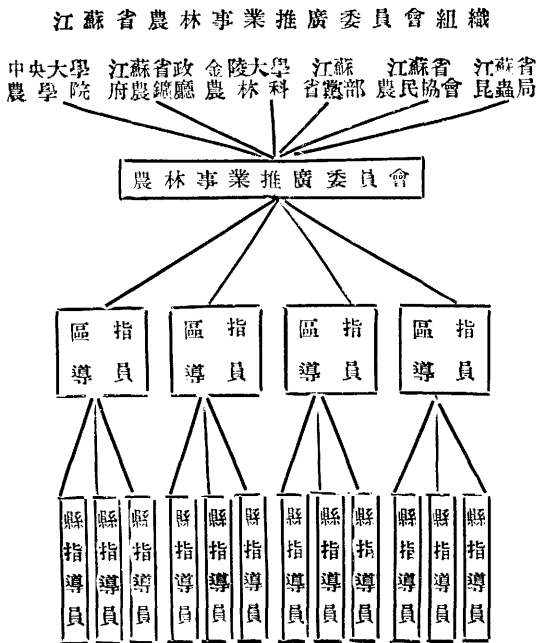 江蘇省農林事業推廣委員會組織
中央大學農學院
江蘇省政府農鑛廳
金陵大學農林科
江蘇省黨部
江蘇省農民協會
江蘇省昆蟲局
農林事業推廣委員會
區指導員
區指導員
區指導員
區指導員
縣指導員
縣指導員
縣指導員
縣指導員
縣指導員
縣指導員
縣指導員
縣指導員
縣指導員
縣指導員
縣指導員
縣指導員